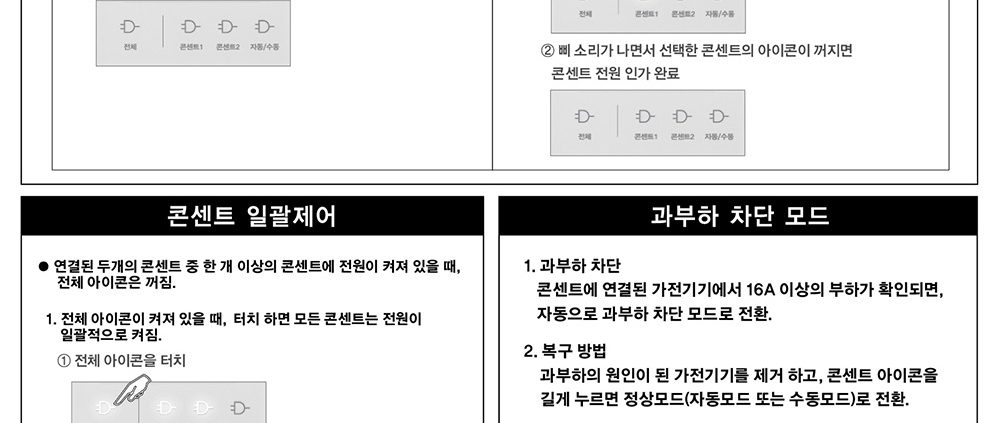 전체 콘센트1 콘센트2 자동/수동
전체 콘센트1 콘센트2 자동/수동
② 삐 소리가 나면서 선택한 콘센트의 아이콘이 꺼지면
콘센트 전원 인가 완료
전체 콘센트1 콘센트2 자동/수동
콘센트 일괄제어
● 연결된 두개의 콘센트 중 한 개 이상의 콘센트에 전원이 켜져 있을 때,
전체 아이콘은 꺼짐.
1. 전체 아이콘이 켜져 있을 때, 터치 하면 모든 콘센트는 전원이
일괄적으로 켜짐.
① 전체 아이콘을 터치
과부하 차단 모드
1. 과부하 차단
콘센트에 연결된 가전기기에서 16A 이상의 부하가 확인되면,
자동으로 과부하 차단 모드로 전환.
2. 복구 방법
과부하의 원인이 된 가전기기를 제거 하고, 콘센트 아이콘을
길게 누르면 정상모드(자동모드 또는 수동모드)로 전환.